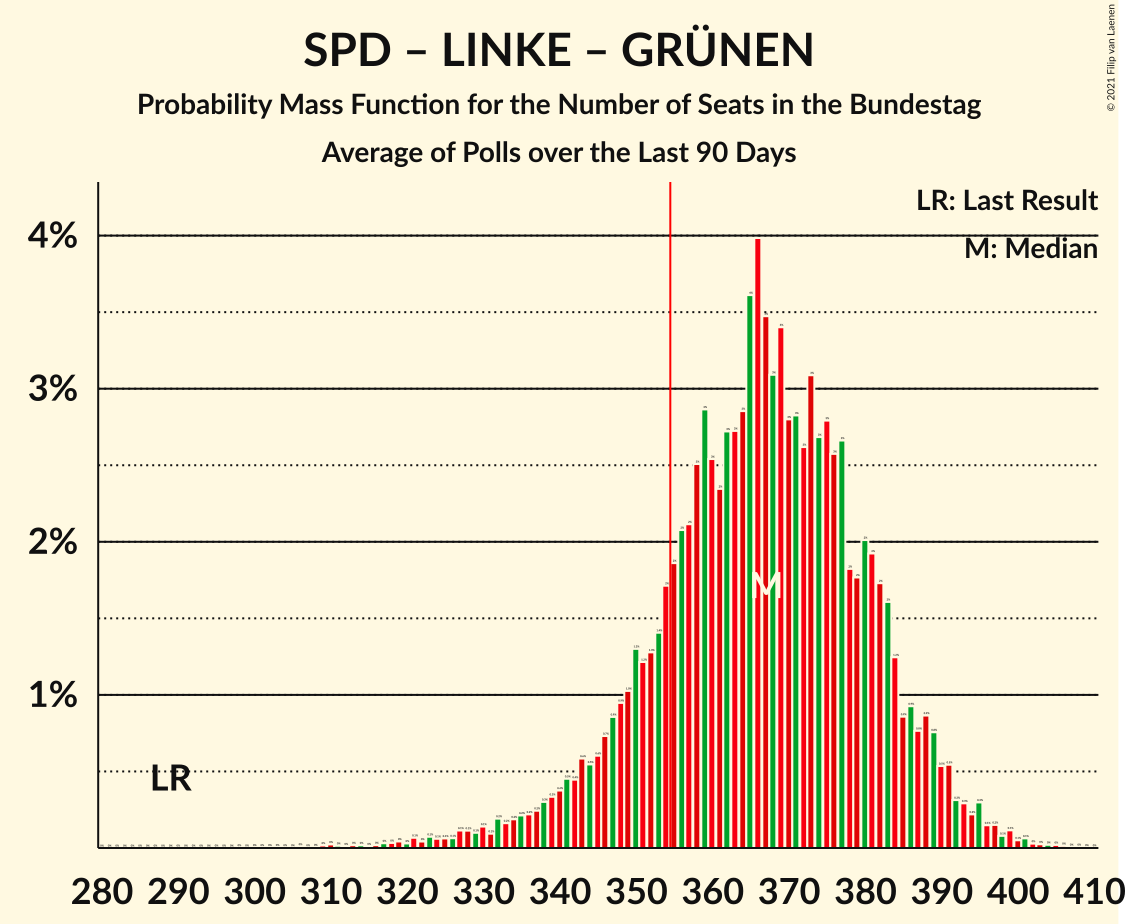 SPD – LINKE – GRÜNEN
Probability Mass Function for the Number of Seats in the Bundestag
Average of Polls over the Last 90 Days
© 2021 Filip van Laenen
LR: Last Result
M: Median
4%
3%
2%
1%
M
LR
280 290 300 310 320 330 340 350 360 370 380 390 400 410